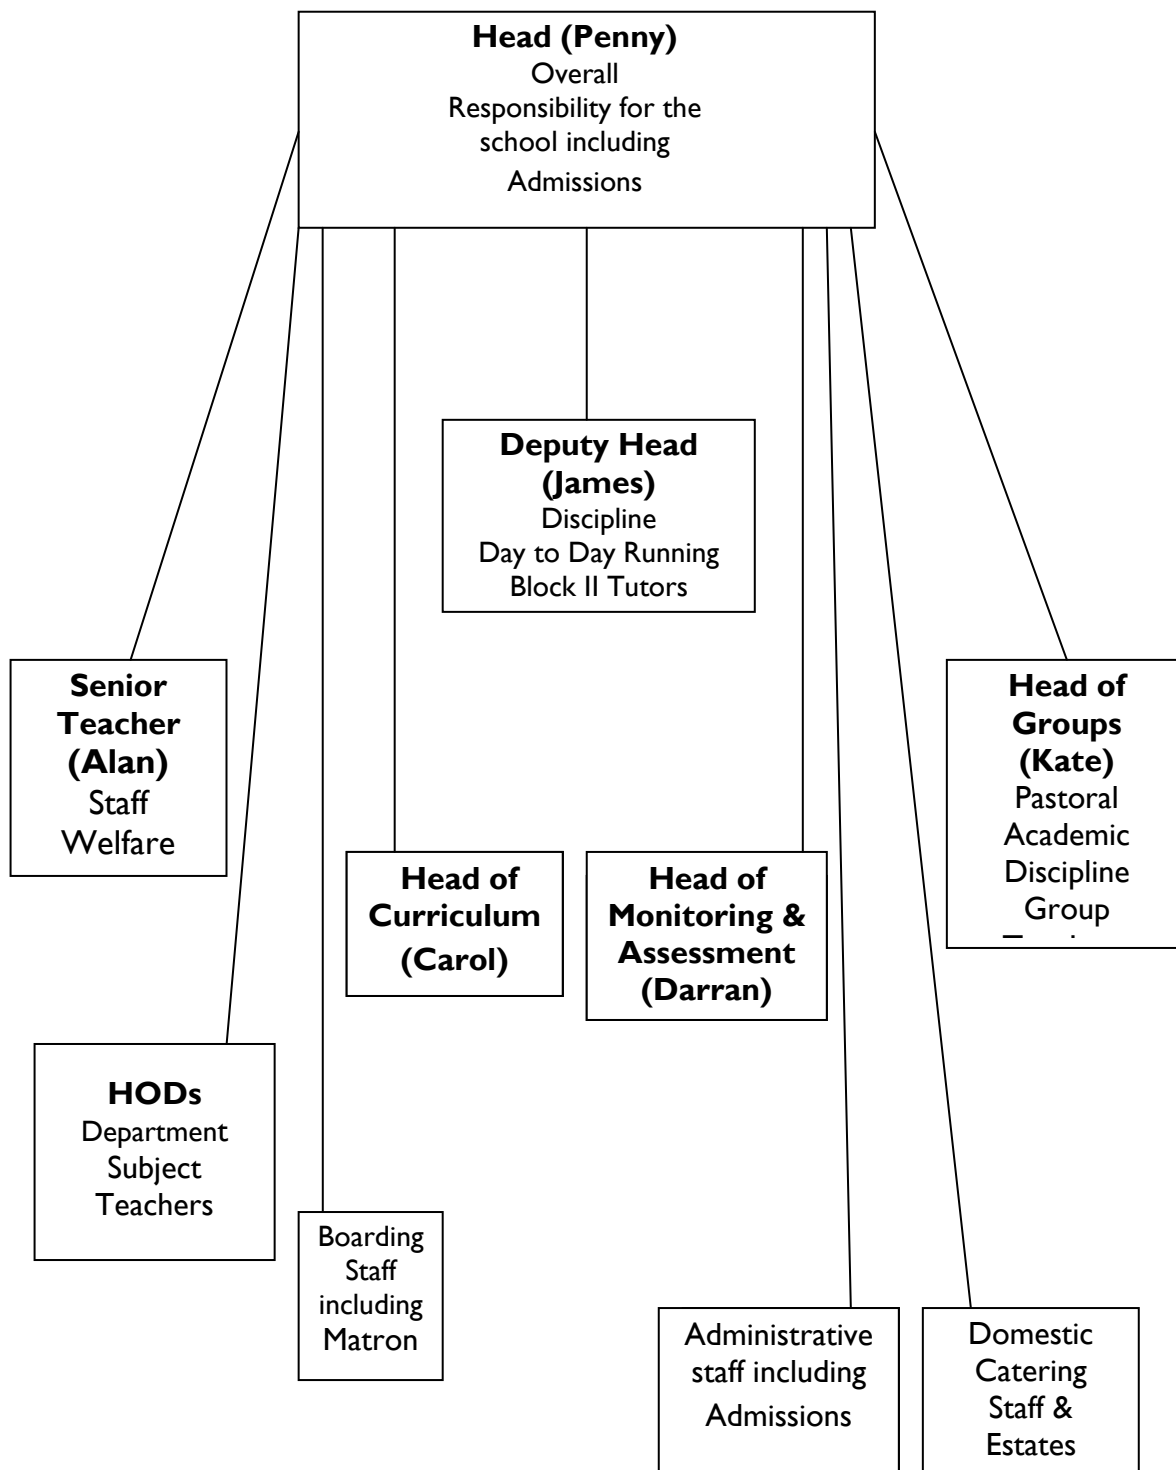 Head (Penny)
Overall
Responsibility for the
school including
Admissions
Deputy Head
(James)
Discipline
Day to Day Running
Block II Tutors
Senior
Teacher
(Alan)
Staff
Welfare
Head of
Groups
(Kate)
Pastoral
Academic
Discipline
Group
Head of
Curriculum
(Carol)
Head of
Monitoring &
Assessment
(Darran)
HODs
Department
Subject
Teachers
Boarding
Staff
including
Matron
Administrative
staff including
Admissions
Domestic
Catering
Staff &
Estates